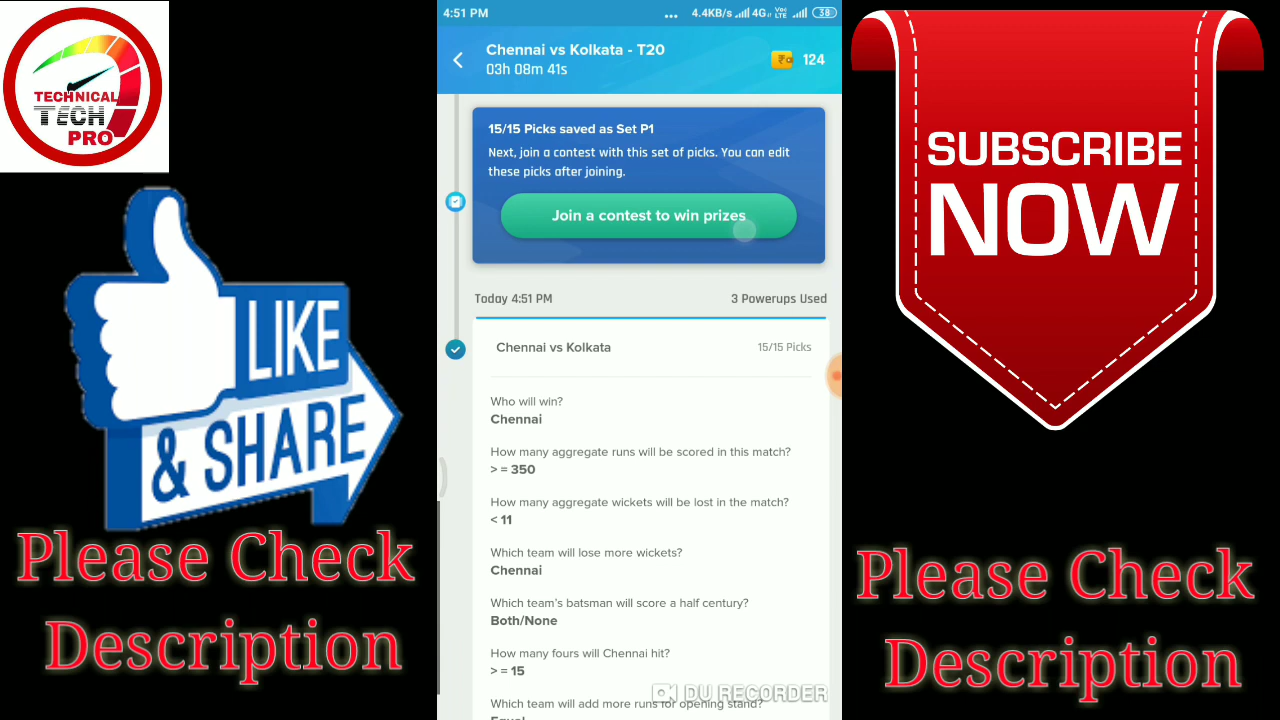 TECHNICAL
TECH
PRO
LIKE
& SHARE
Please Check
Description
4:51 PM
... 4.4KB/s 4G Vo LTE 38
Chennai vs Kolkata - T20
03h 08m 41s
₹ 124
15/15 Picks saved as Set P1
Next, join a contest with this set of picks. You can edit
these picks after joining.
Join a contest to win prizes
Today 4:51 PM 3 Powerups Used
Chennai vs Kolkata 15/15 Picks
Who will win?
Chennai
How many aggregate runs will be scored in this match?
> = 350
How many aggregate wickets will be lost in the match?
< 11
Which team will lose more wickets?
Chennai
Which team's batsman will score a half century?
Both/None
How many fours will Chennai hit?
> = 15
Which team will add more runs for opening stand?
Equal
DU RECORDER
SUBSCRIBE
NOW
Please Check
Description